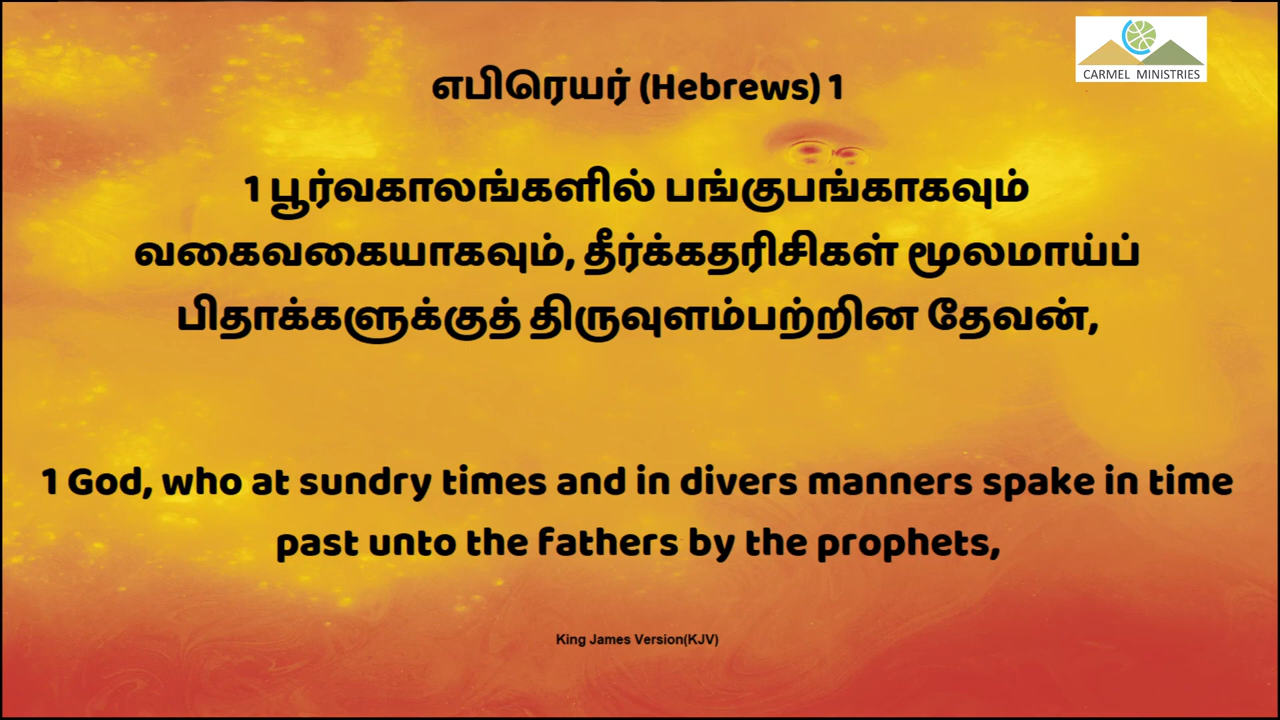 CARMEL MINISTRIES
எபிரெயர் (Hebrews) 1
1 பூர்வகாலங்களில் பங்குபங்காகவும்
வகைவகையாகவும், தீர்க்கதரிசிகள் மூலமாய்ப்
பிதாக்களுக்குத் திருவுளம்பற்றின தேவன்,
1 God, who at sundry times and in divers manners spake in time
past unto the fathers by the prophets,
King James Version(KJV)